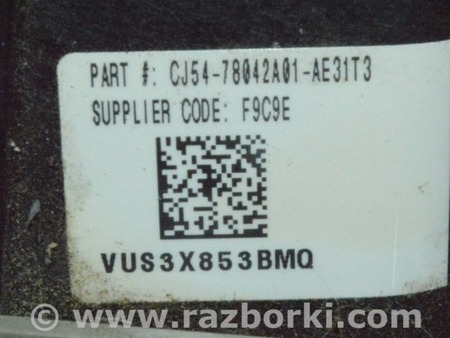 PART #: CJ54-78042A01-AE31T3
SUPPLIER CODE: F9C9E
VUS3X853BMQ
www.razborki.com